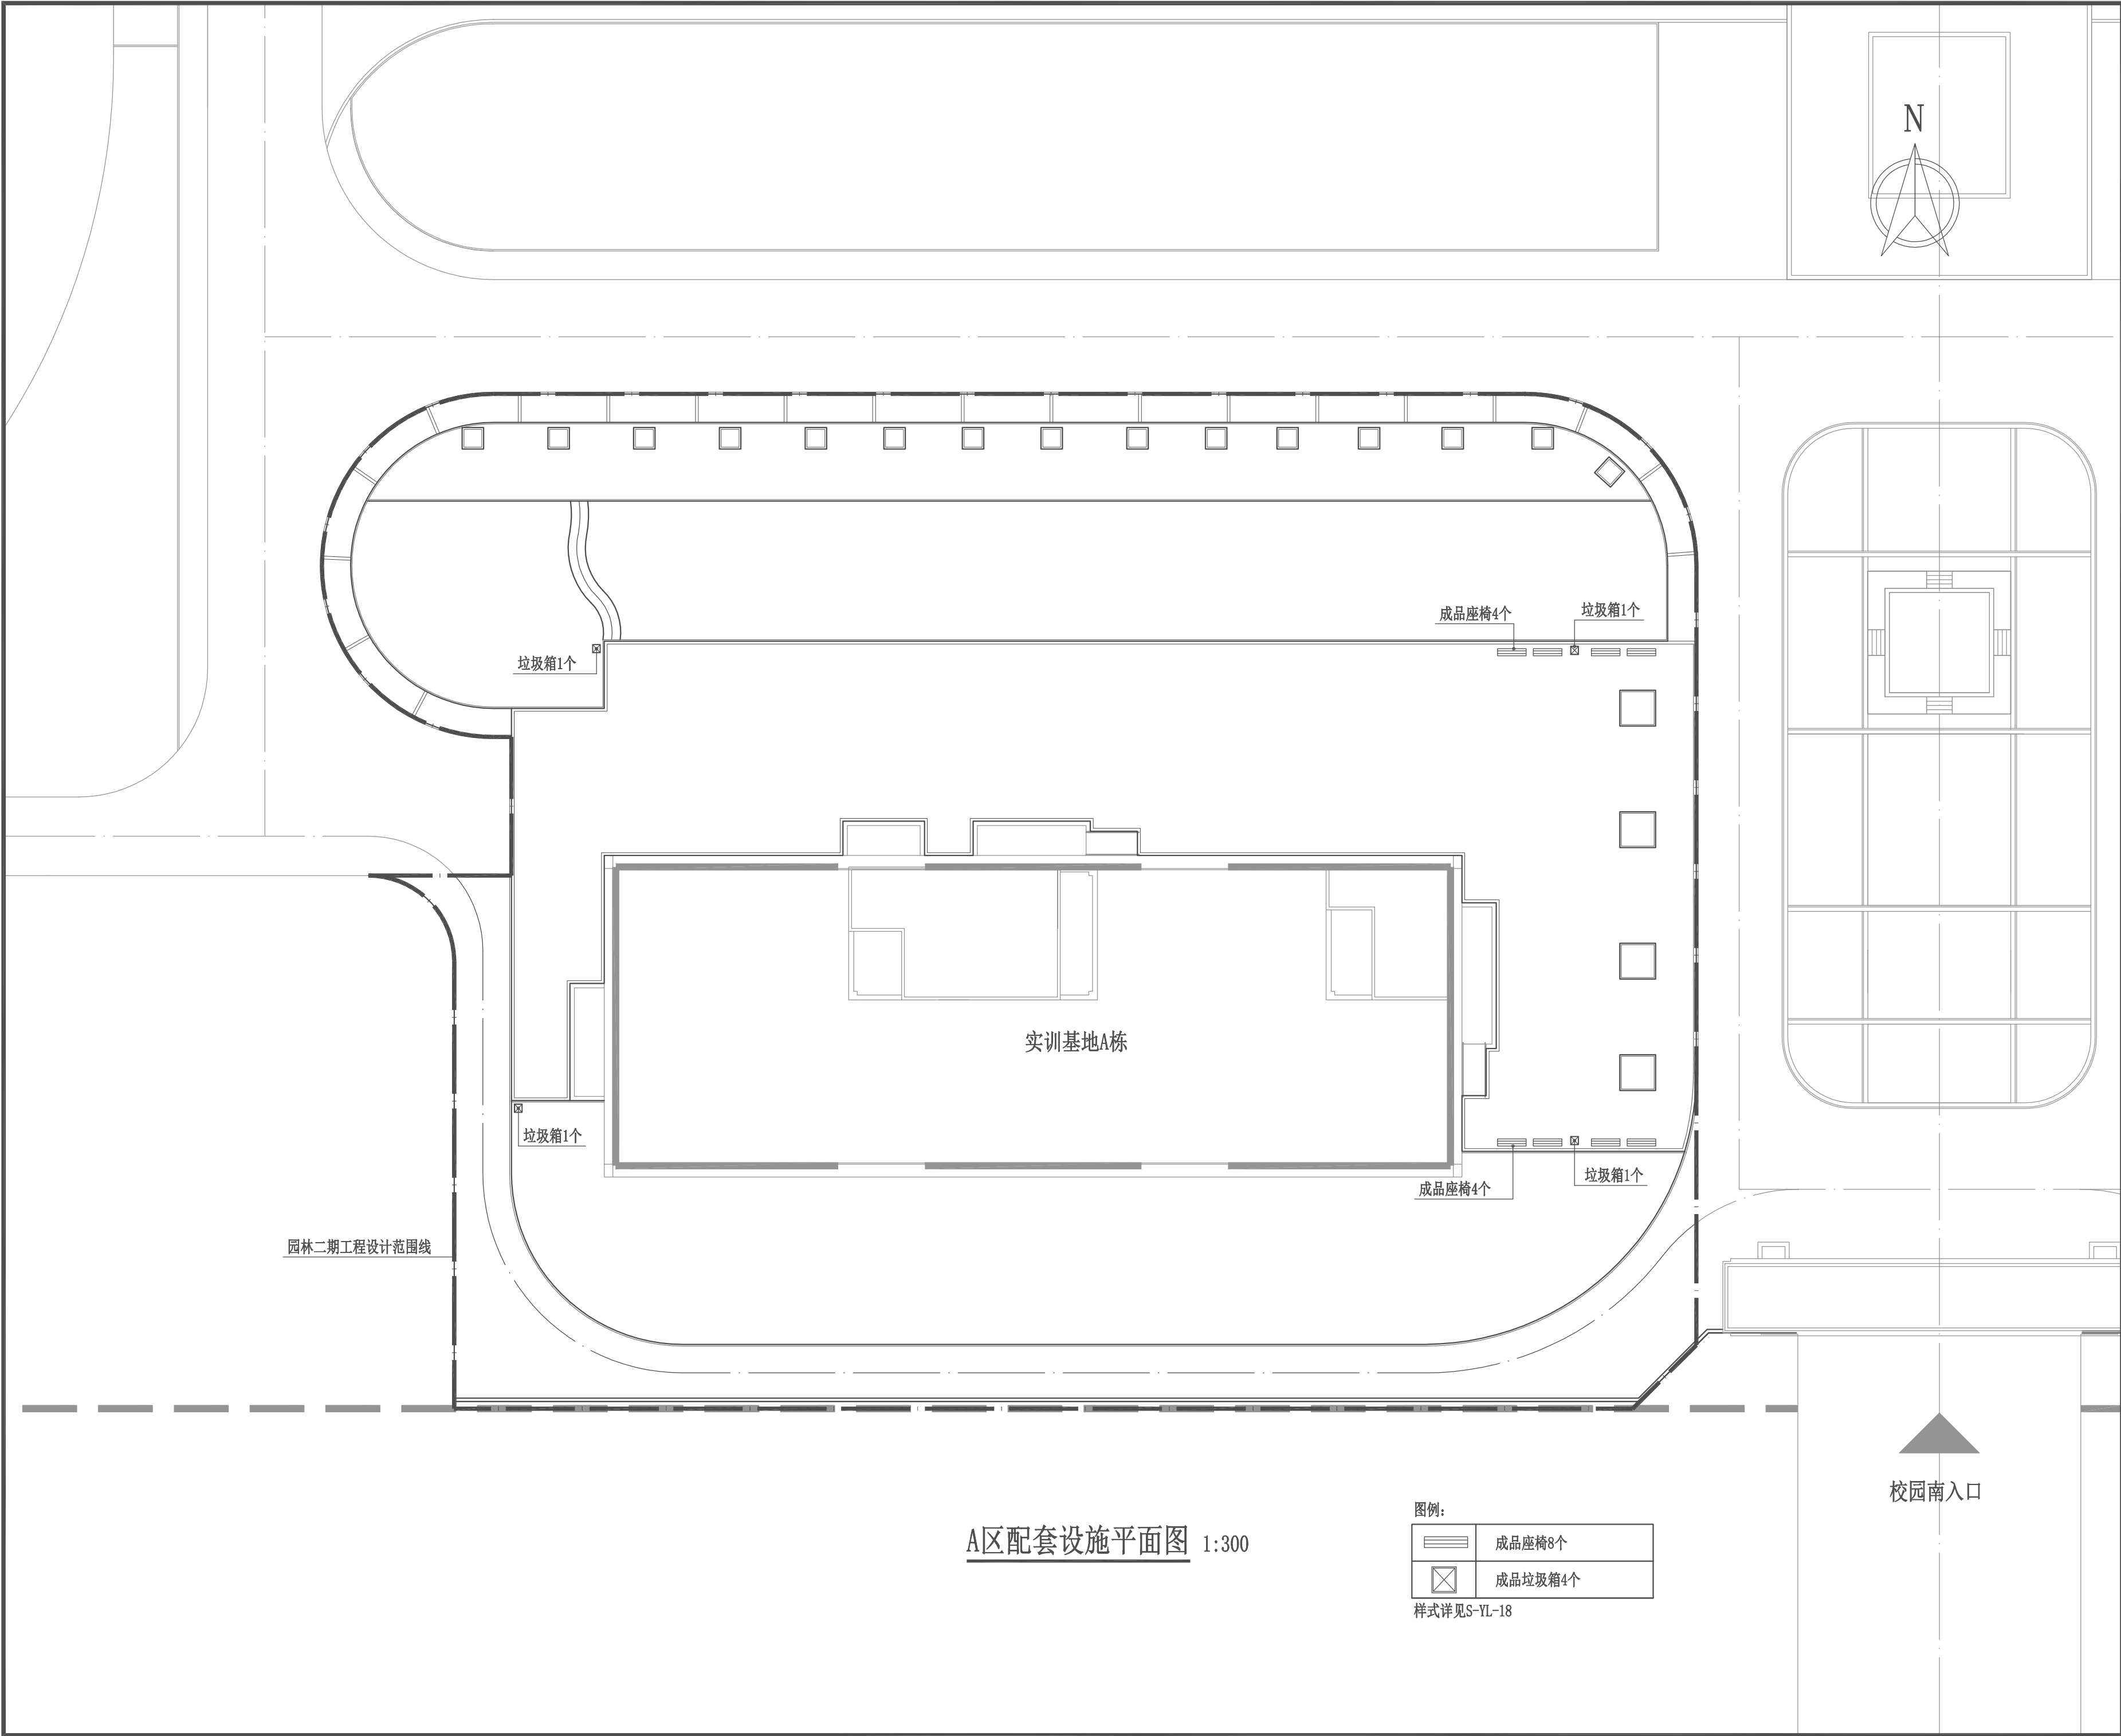 N
成品座椅4个
垃圾箱1个
垃圾箱1个
实训基地A栋
垃圾箱1个
垃圾箱1个
成品座椅4个
园林二期工程设计范围线
校园南入口
A区配套设施平面图 1:300
图例:
成品座椅8个
成品垃圾箱4个
样式详见S-YL-18